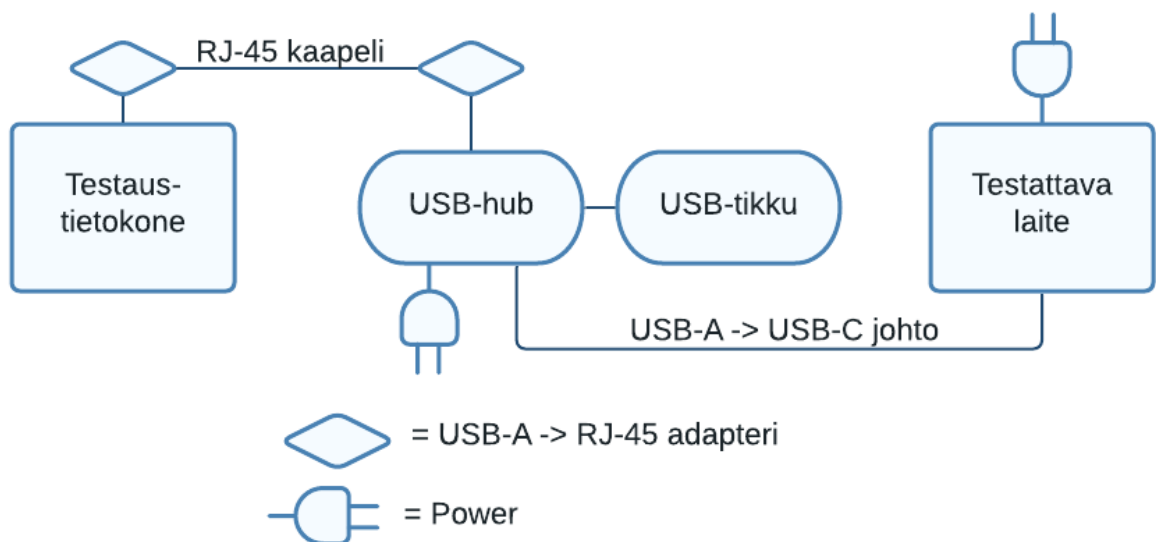 RJ-45 kaapeli
Testaus-
tietokone
USB-hub
USB-tikku
Testattava
laite
USB-A -> USB-C johto
= USB-A -> RJ-45 adapteri
= Power